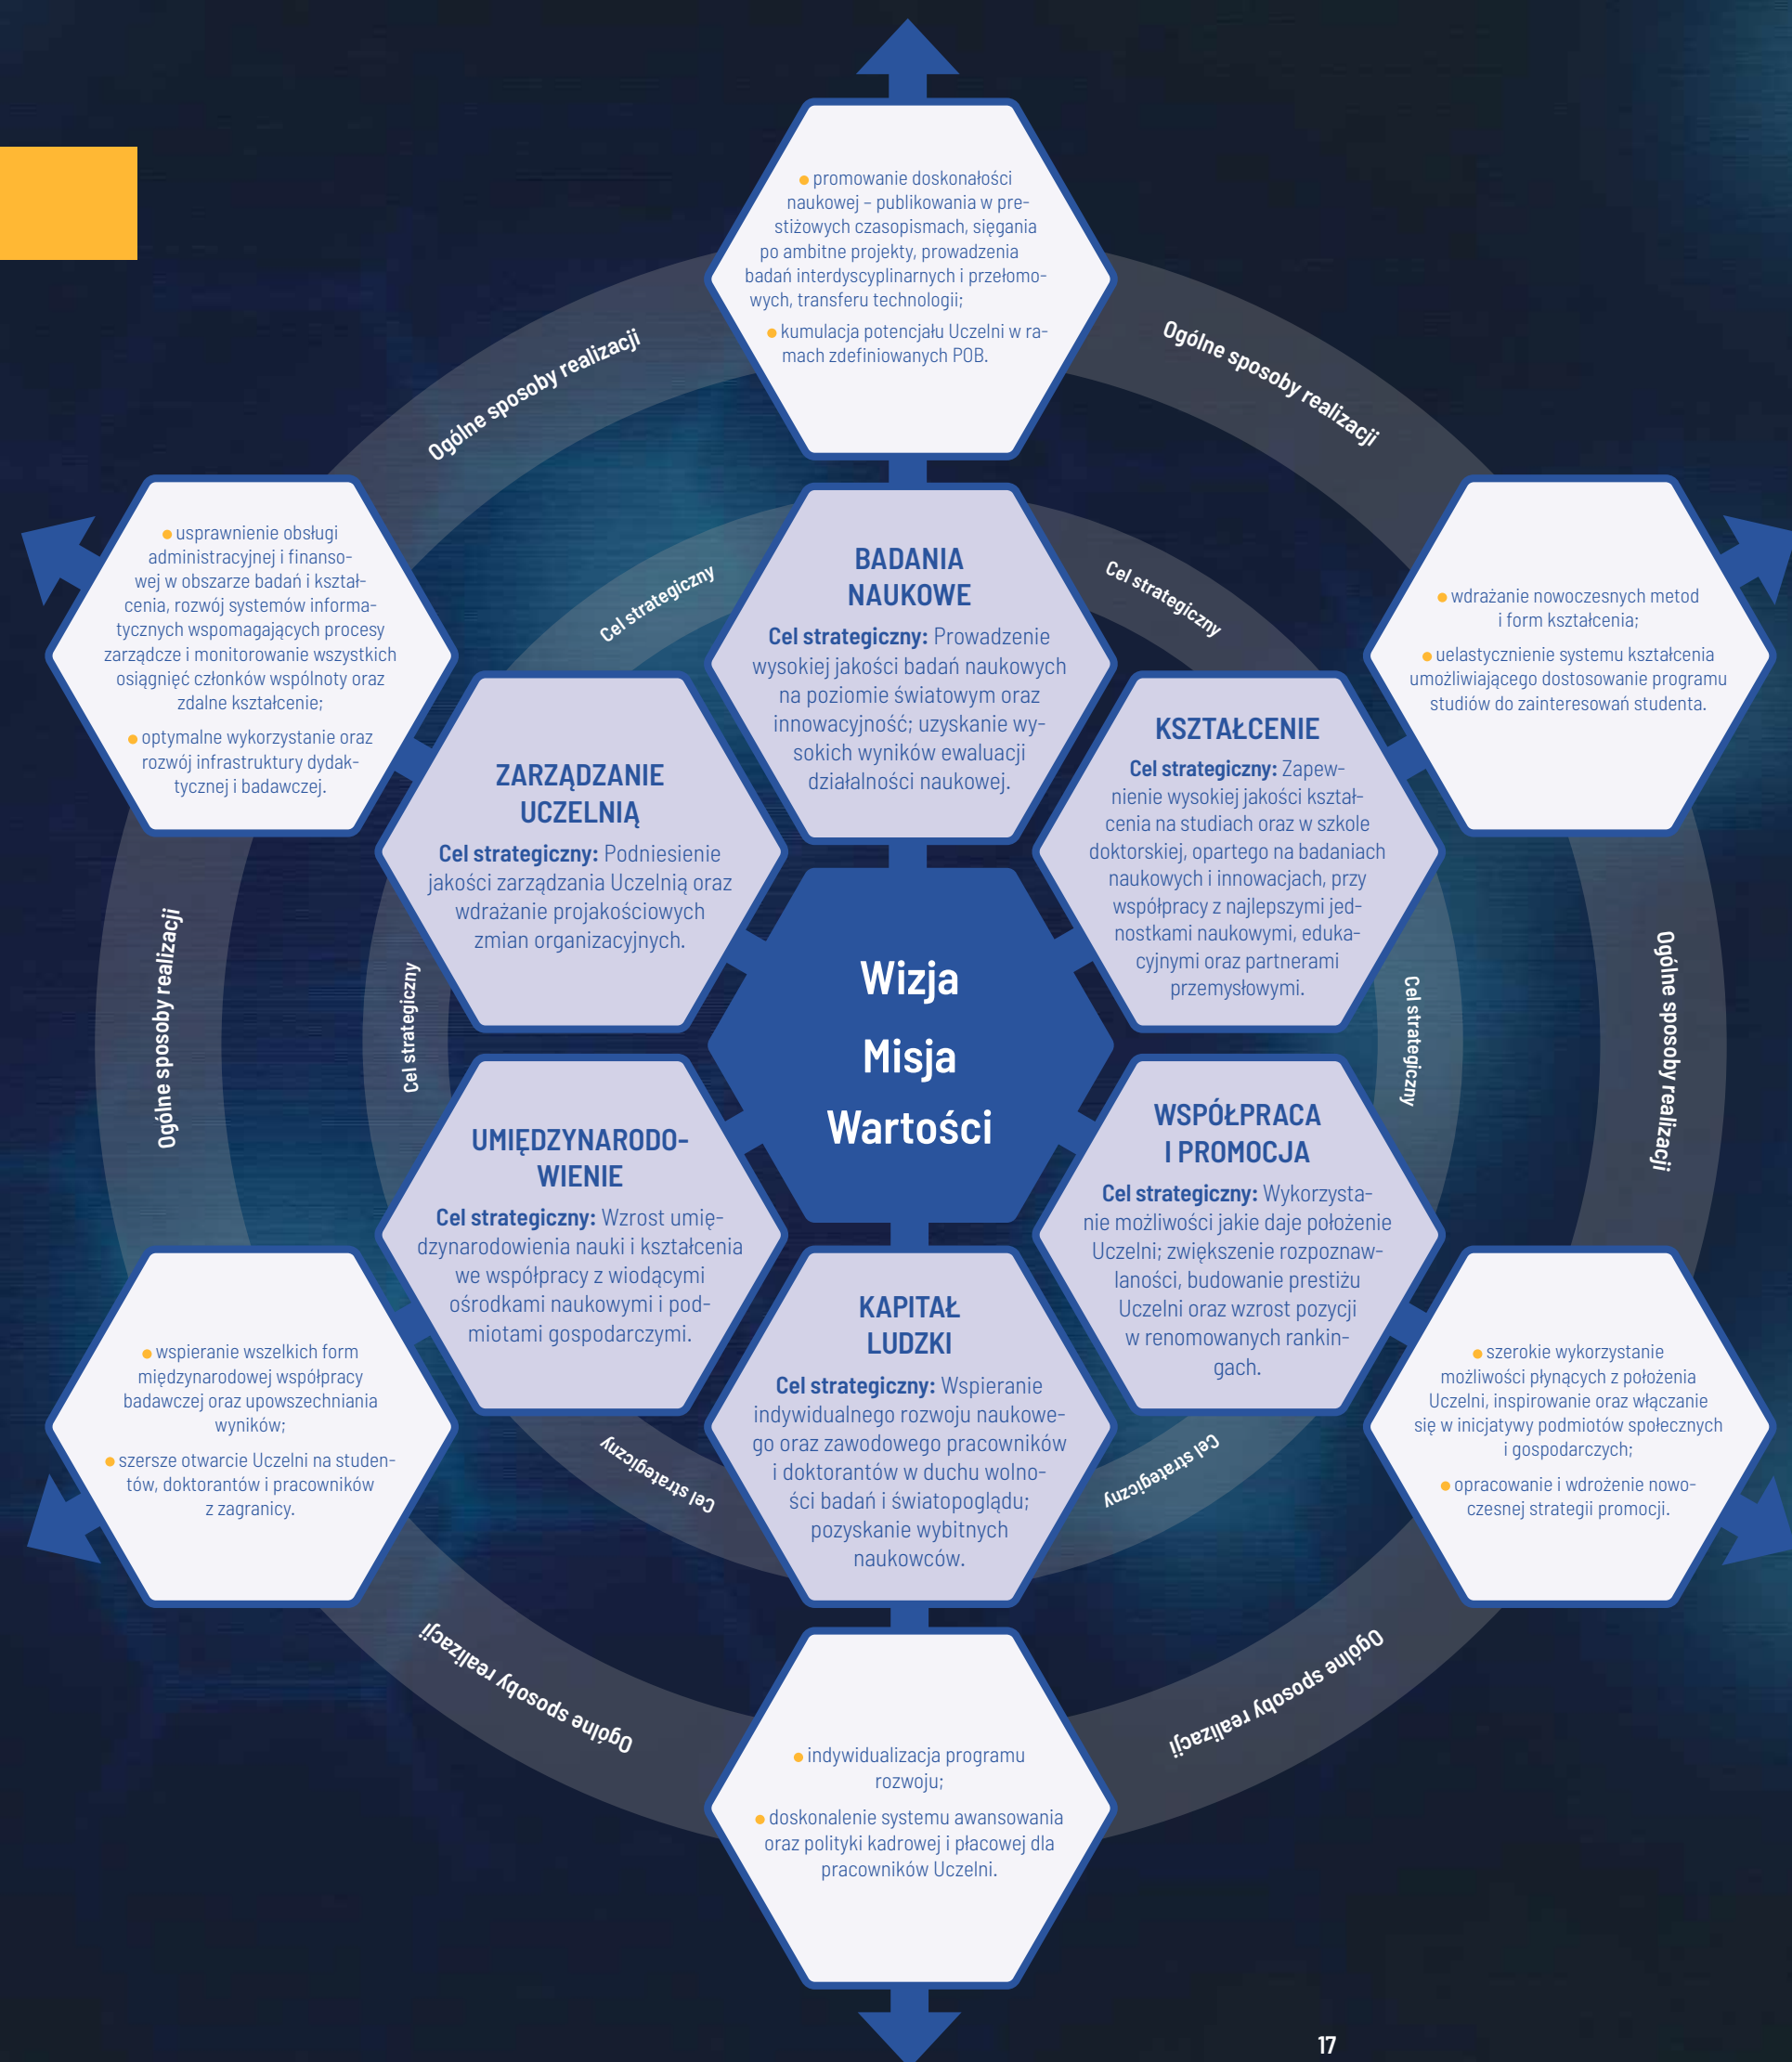 ● promowanie doskonałości
naukowej – publikowania w pre-
stiżowych czasopismach, sięgania
po ambitne projekty, prowadzenia
badań interdyscyplinarnych i przełomo-
wych, transferu technologii;
● kumulacja potencjału Uczelni w ra-
mach zdefiniowanych POB.
Ogólne sposoby realizacji
Ogólne sposoby realizacji
● usprawnienie obsługi
administracyjnej i finanso-
wej w obszarze badań i kształ-
cenia, rozwój systemów informa-
tycznych wspomagających procesy
zarządcze i monitorowanie wszystkich
osiągnięć członków wspólnoty oraz
zdalne kształcenie;
● optymalne wykorzystanie oraz
rozwój infrastruktury dydak-
tycznej i badawczej.
Cel strategiczny
BADANIA
NAUKOWE
Cel strategiczny: Prowadzenie
wysokiej jakości badań naukowych
na poziomie światowym oraz
innowacyjność; uzyskanie wy-
sokich wyników ewaluacji
działalności naukowej.
Cel strategiczny
● wdrażanie nowoczesnych metod
i form kształcenia;
● uelastycznienie systemu kształcenia
umożliwiającego dostosowanie programu
studiów do zainteresowań studenta.
ZARZĄDZANIE
UCZELNIĄ
Cel strategiczny: Podniesienie
jakości zarządzania Uczelnią oraz
wdrażanie projakościowych
zmian organizacyjnych.
KSZTAŁCENIE
Cel strategiczny: Zapew-
nienie wysokiej jakości kształ-
cenia na studiach oraz w szkole
doktorskiej, opartego na badaniach
naukowych i innowacjach, przy
współpracy z najlepszymi jed-
nostkami naukowymi, eduka-
cyjnymi oraz partnerami
przemysłowymi.
Ogólne sposoby realizacji
Cel strategiczny
Wizja
Misja
Wartości
Cel strategiczny
Ogólne sposoby realizacji
UMIĘDZYNARODO-
WIENIE
Cel strategiczny: Wzrost umię-
dzynarodowienia nauki i kształcenia
we współpracy z wiodącymi
ośrodkami naukowymi i pod-
miotami gospodarczymi.
WSPÓŁPRACA
I PROMOCJA
Cel strategiczny: Wykorzysta-
nie możliwości jakie daje położenie
Uczelni; zwiększenie rozpoznaw-
laności, budowanie prestiżu
Uczelni oraz wzrost pozycji
w renomowanych rankin-
gach.
● wspieranie wszelkich form
międzynarodowej współpracy
badawczej oraz upowszechniania
wyników;
● szersze otwarcie Uczelni na studen-
tów, doktorantów i pracowników
z zagranicy.
Cel strategiczny
KAPITAŁ
LUDZKI
Cel strategiczny: Wspieranie
indywidualnego rozwoju naukowe-
go oraz zawodowego pracowników
i doktorantów w duchu wolno-
ści badań i światopoglądu;
pozyskanie wybitnych
naukowców.
Cel strategiczny
● szerokie wykorzystanie
możliwości płynących z położenia
Uczelni, inspirowanie oraz włączanie
się w inicjatywy podmiotów społecznych
i gospodarczych;
● opracowanie i wdrożenie nowo-
czesnej strategii promocji.
Ogólne sposoby realizacji
Ogólne sposoby realizacji
● indywidualizacja programu
rozwoju;
● doskonalenie systemu awansowania
oraz polityki kadrowej i płacowej dla
pracowników Uczelni.
17